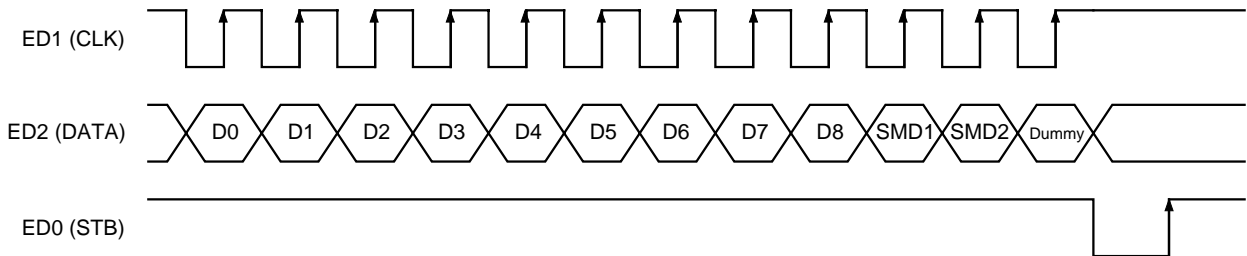 ED1 (CLK)
ED2 (DATA) D0 D1 D2 D3 D4 D5 D6 D7 D8 SMD1 SMD2 Dummy
ED0 (STB)